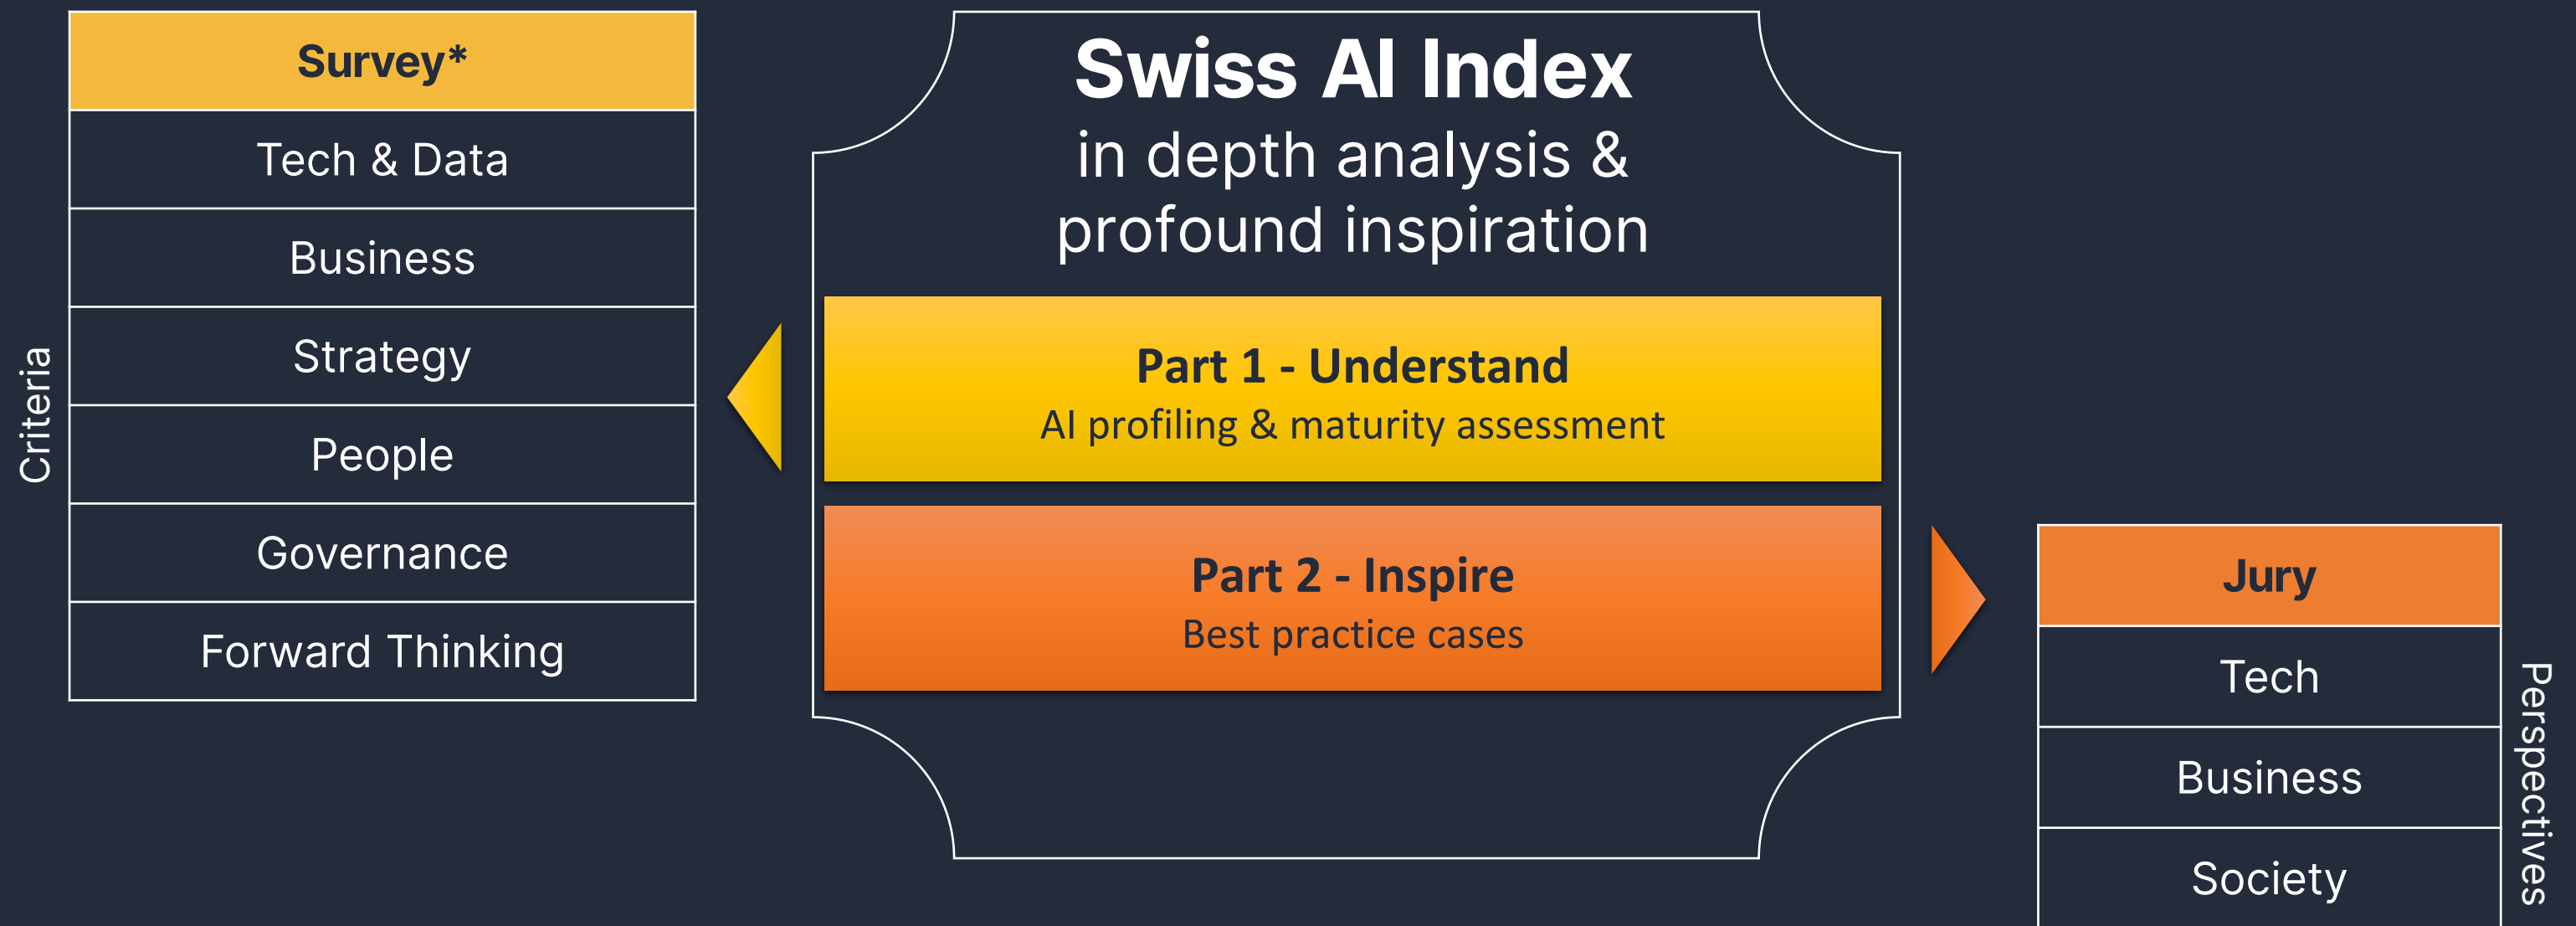 Criteria
Survey*
Tech & Data
Business
Strategy
People
Governance
Forward Thinking
Swiss AI Index
in depth analysis &
profound inspiration
Part 1 - Understand
AI profiling & maturity assessment
Part 2 - Inspire
Best practice cases
Jury
Tech
Business
Society
Perspectives